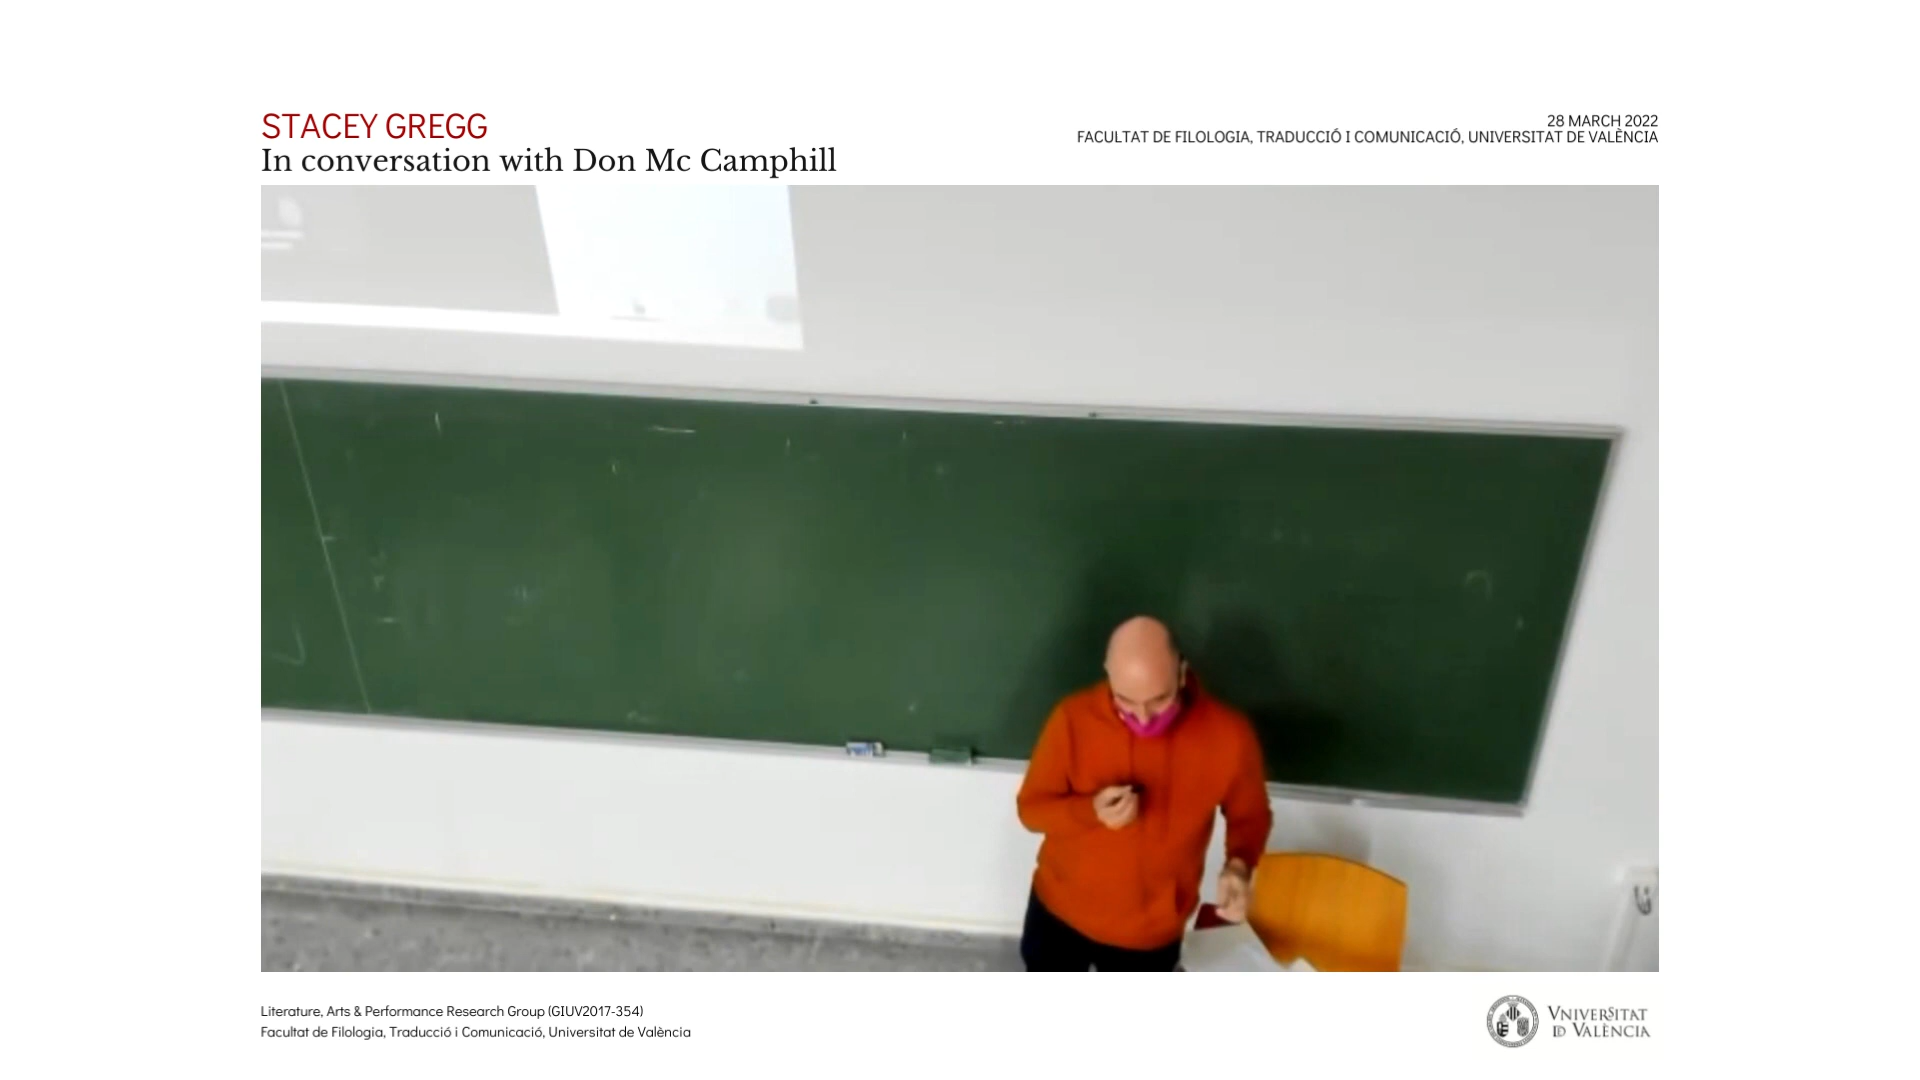 STACEY GREGG
In conversation with Don Mc Camphill
28 MARCH 2022
FACULTAT DE FILOLOGIA, TRADUCCIÓ I COMUNICACIÓ, UNIVERSITAT DE VALÈNCIA
Literature, Arts & Performance Research Group (GIUV2017-354)
Facultat de Filologia, Traducció i Comunicació, Universitat de València
VNIVERSITAT
ID VALÈNCIA